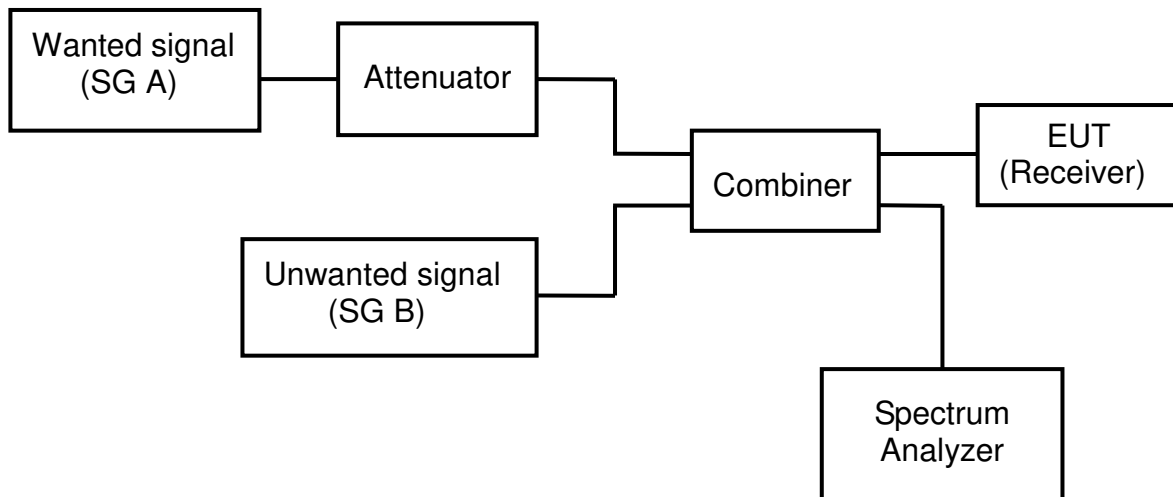 Wanted signal
(SG A)
Attenuator
EUT
(Receiver)
Combiner
Unwanted signal
(SG B)
Spectrum
Analyzer